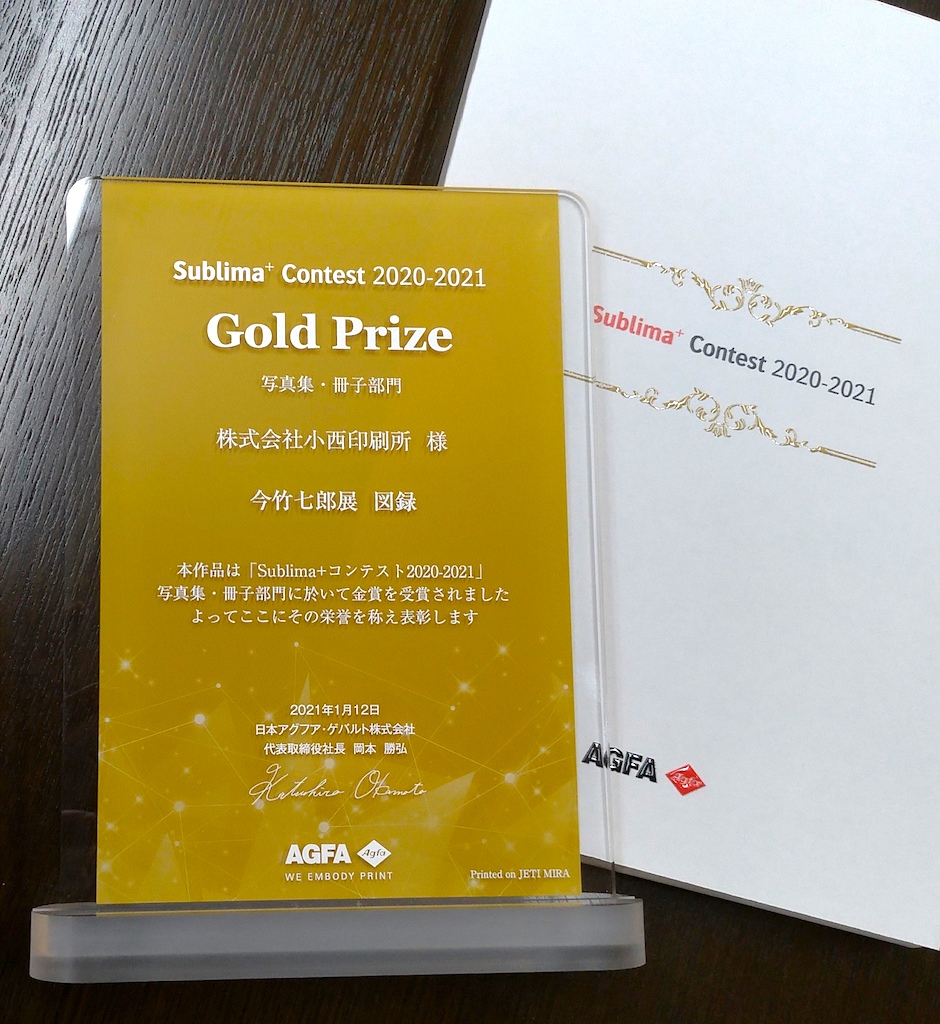 Sublima+ Contest 2020-2021
Gold Prize
写真集・冊子部門
株式会社小西印刷所 様
今竹七郎展 図録
本作品は「Sublima+コンテスト2020-2021」
写真集・冊子部門に於いて金賞を受賞されました
よってここにその栄誉を称え表彰します
2021年1月12日
日本アグフア・ゲバルト株式会社
代表取締役社長 岡本 勝弘
Katsuhiro Okamoto
AGFA Agfa
WE EMBODY PRINT
Printed on JETI MIRA
Sublima+ Contest 2020-2021
AGFA Agfa